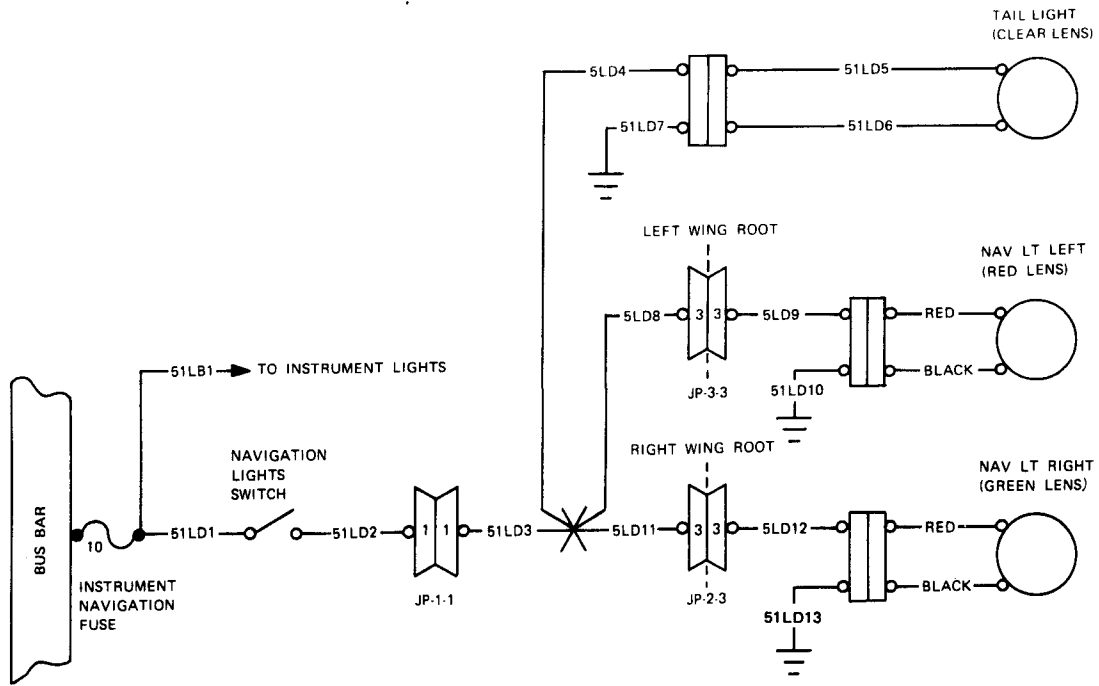 TAIL LIGHT
(CLEAR LENS)
5LD4
51LD5
51LD7
51LD6
LEFT WING ROOT
NAV LT LEFT
(RED LENS)
5LD8
3 3
5LD9
RED
51LB1
TO INSTRUMENT LIGHTS
BLACK
JP-3-3
51LD10
RIGHT WING ROOT
NAVIGATION
LIGHTS
SWITCH
NAV LT RIGHT
(GREEN LENS)
BUS BAR
10
51LD1
51LD2
1 1
51LD3
5LD11
3 3
5LD12
RED
INSTRUMENT
NAVIGATION
FUSE
JP-1-1
JP-2-3
BLACK
51LD13